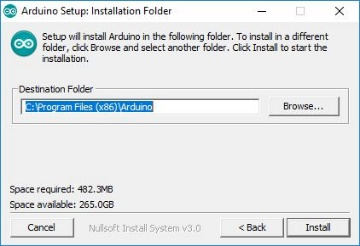 Arduino Setup: Installation Folder
Setup will install Arduino in the following folder. To install in a different
folder, click Browse and select another folder. Click Install to start the
installation.
Destination Folder
C:\Program Files (x86)\Arduino
Browse...
Space required: 482.3MB
Space available: 265.0GB
Cancel
Nullsoft Install System v3.0
< Back
Install